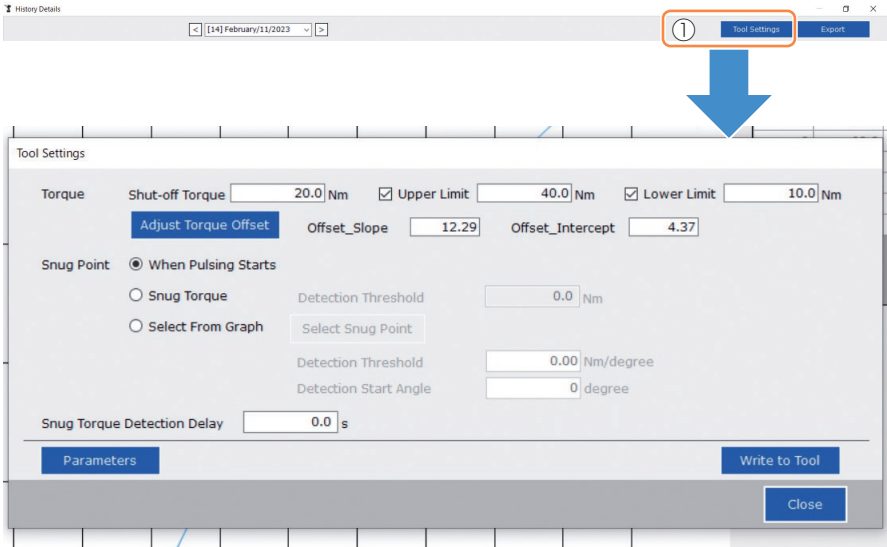 History Details
< [14] February/11/2023 >
① Tool Settings Export
Tool Settings
Torque Shut-off Torque 20.0 Nm Upper Limit 40.0 Nm Lower Limit 10.0 Nm
Adjust Torque Offset Offset_Slope 12.29 Offset_Intercept 4.37
Snug Point When Pulsing Starts
Snug Torque Detection Threshold 0.0 Nm
Select From Graph Select Snug Point
Detection Threshold 0.00 Nm/degree
Detection Start Angle 0 degree
Snug Torque Detection Delay 0.0 s
Parameters Write to Tool
Close